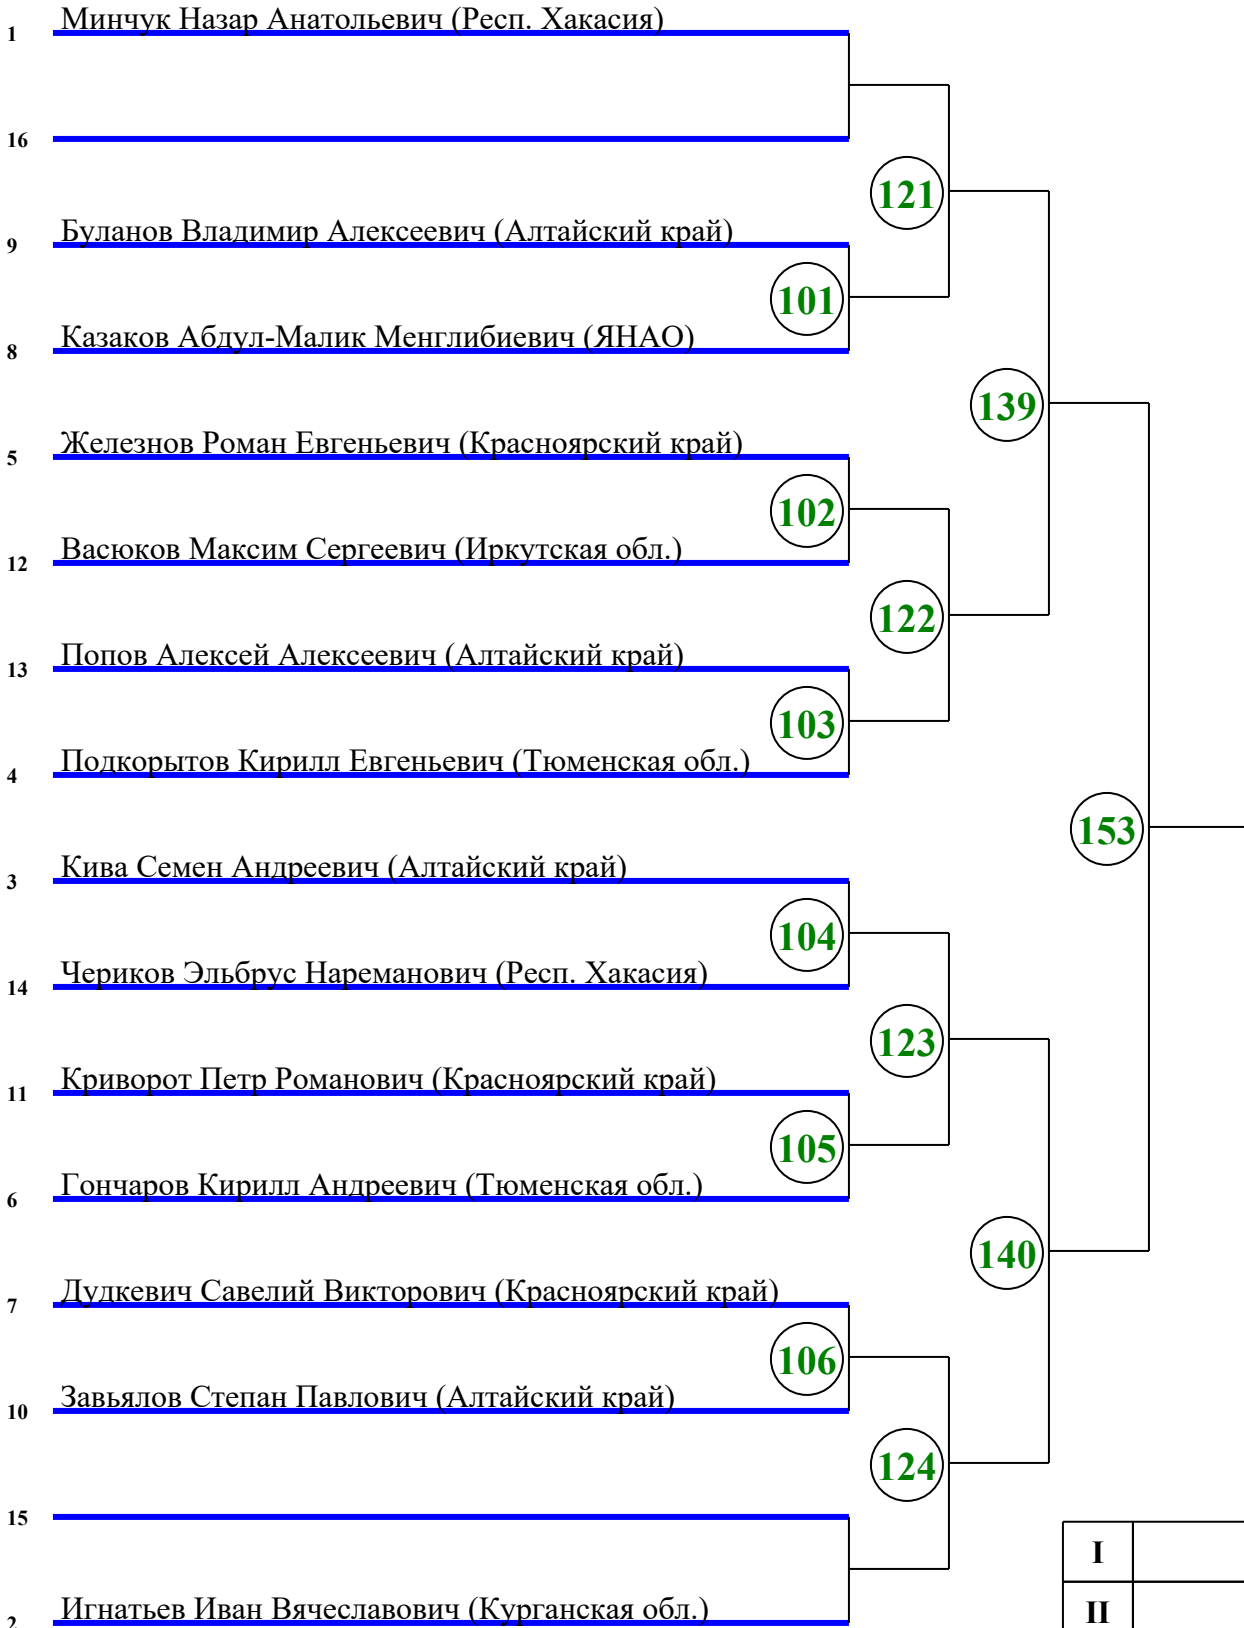 1 Минчук Назар Анатольевич (Респ. Хакасия)
16
121
9 Буланов Владимир Алексеевич (Алтайский край)
101
8 Казаков Абдул-Малик Менглибиевич (ЯНАО)
139
5 Железнов Роман Евгеньевич (Красноярский край)
102
12 Васюков Максим Сергеевич (Иркутская обл.)
122
13 Попов Алексей Алексеевич (Алтайский край)
103
4 Подкорытов Кирилл Евгеньевич (Тюменская обл.)
153
3 Кива Семен Андреевич (Алтайский край)
104
14 Чериков Эльбрус Нареманович (Респ. Хакасия)
123
11 Криворот Петр Романович (Красноярский край)
105
6 Гончаров Кирилл Андреевич (Тюменская обл.)
140
7 Дудкевич Савелий Викторович (Красноярский край)
106
10 Завьялов Степан Павлович (Алтайский край)
124
15
I
2 Игнатьев Иван Вячеславович (Курганская обл.)
II